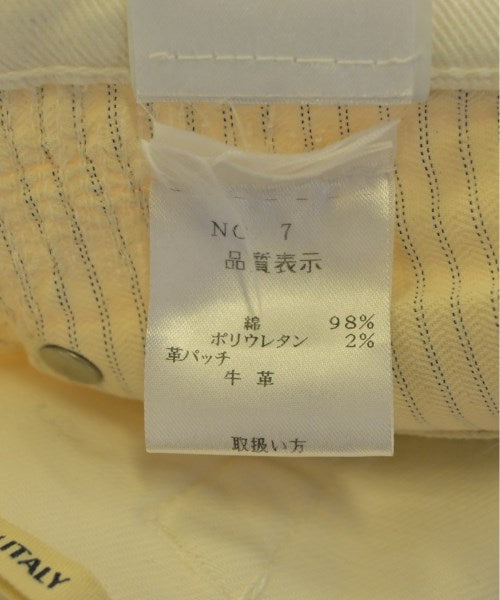 NO 7
品質表示
綿 98%
ポリウレタン 2%
革パッチ
牛革
取扱い方
ITALY